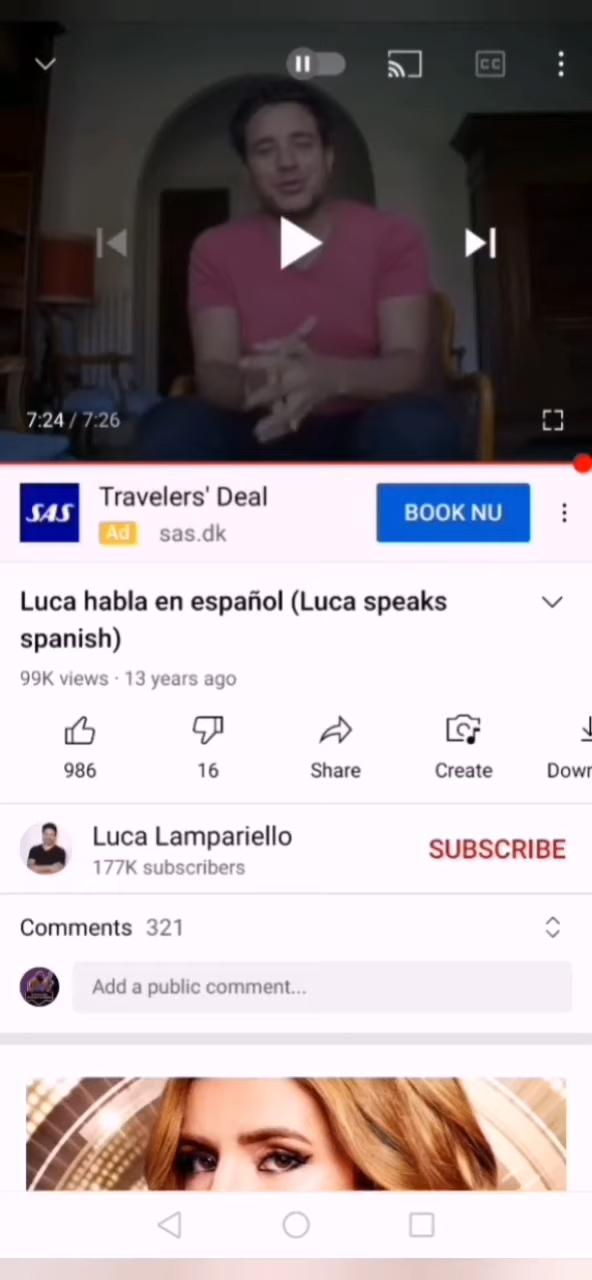 CC
7:24 / 7:26
SAS
Travelers' Deal
Ad sas.dk
BOOK NU
Luca habla en español (Luca speaks
spanish)
99K views · 13 years ago
986
16
Share
Create
Down
Luca Lampariello
177K subscribers
SUBSCRIBE
Comments 321
Add a public comment...